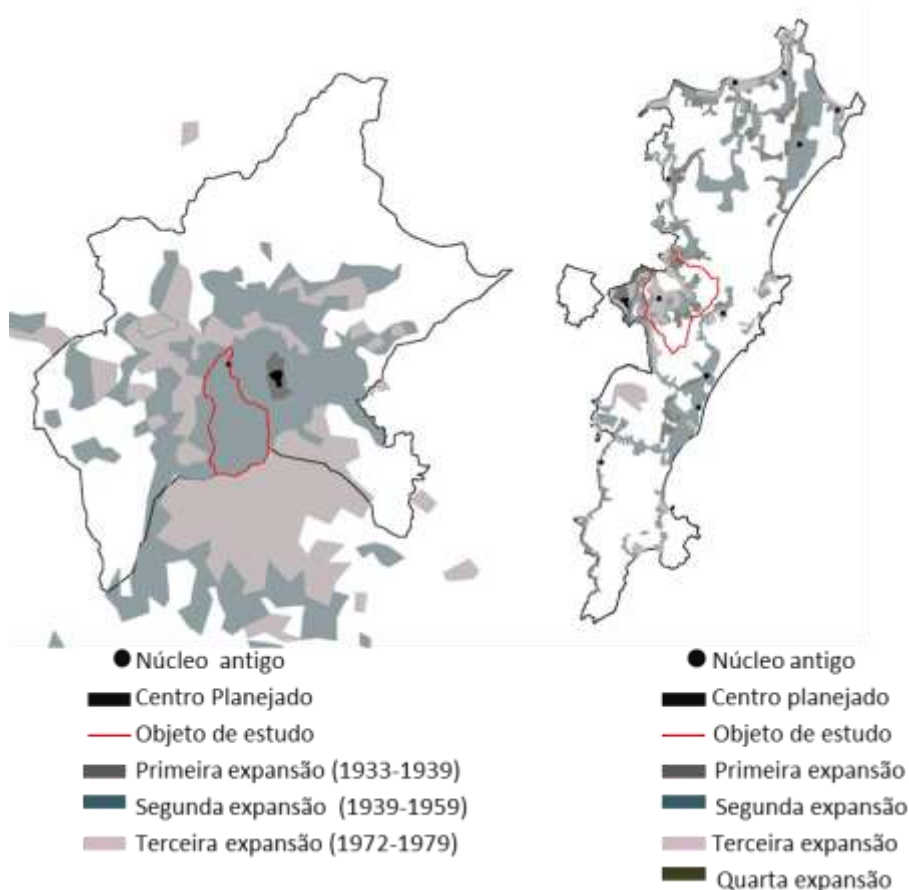 Núcleo antigo
Centro Planejado
Objeto de estudo
Primeira expansão (1933-1939)
Segunda expansão (1939-1959)
Terceira expansão (1972-1979)
Núcleo antigo
Centro planejado
Objeto de estudo
Primeira expansão
Segunda expansão
Terceira expansão
Quarta expansão